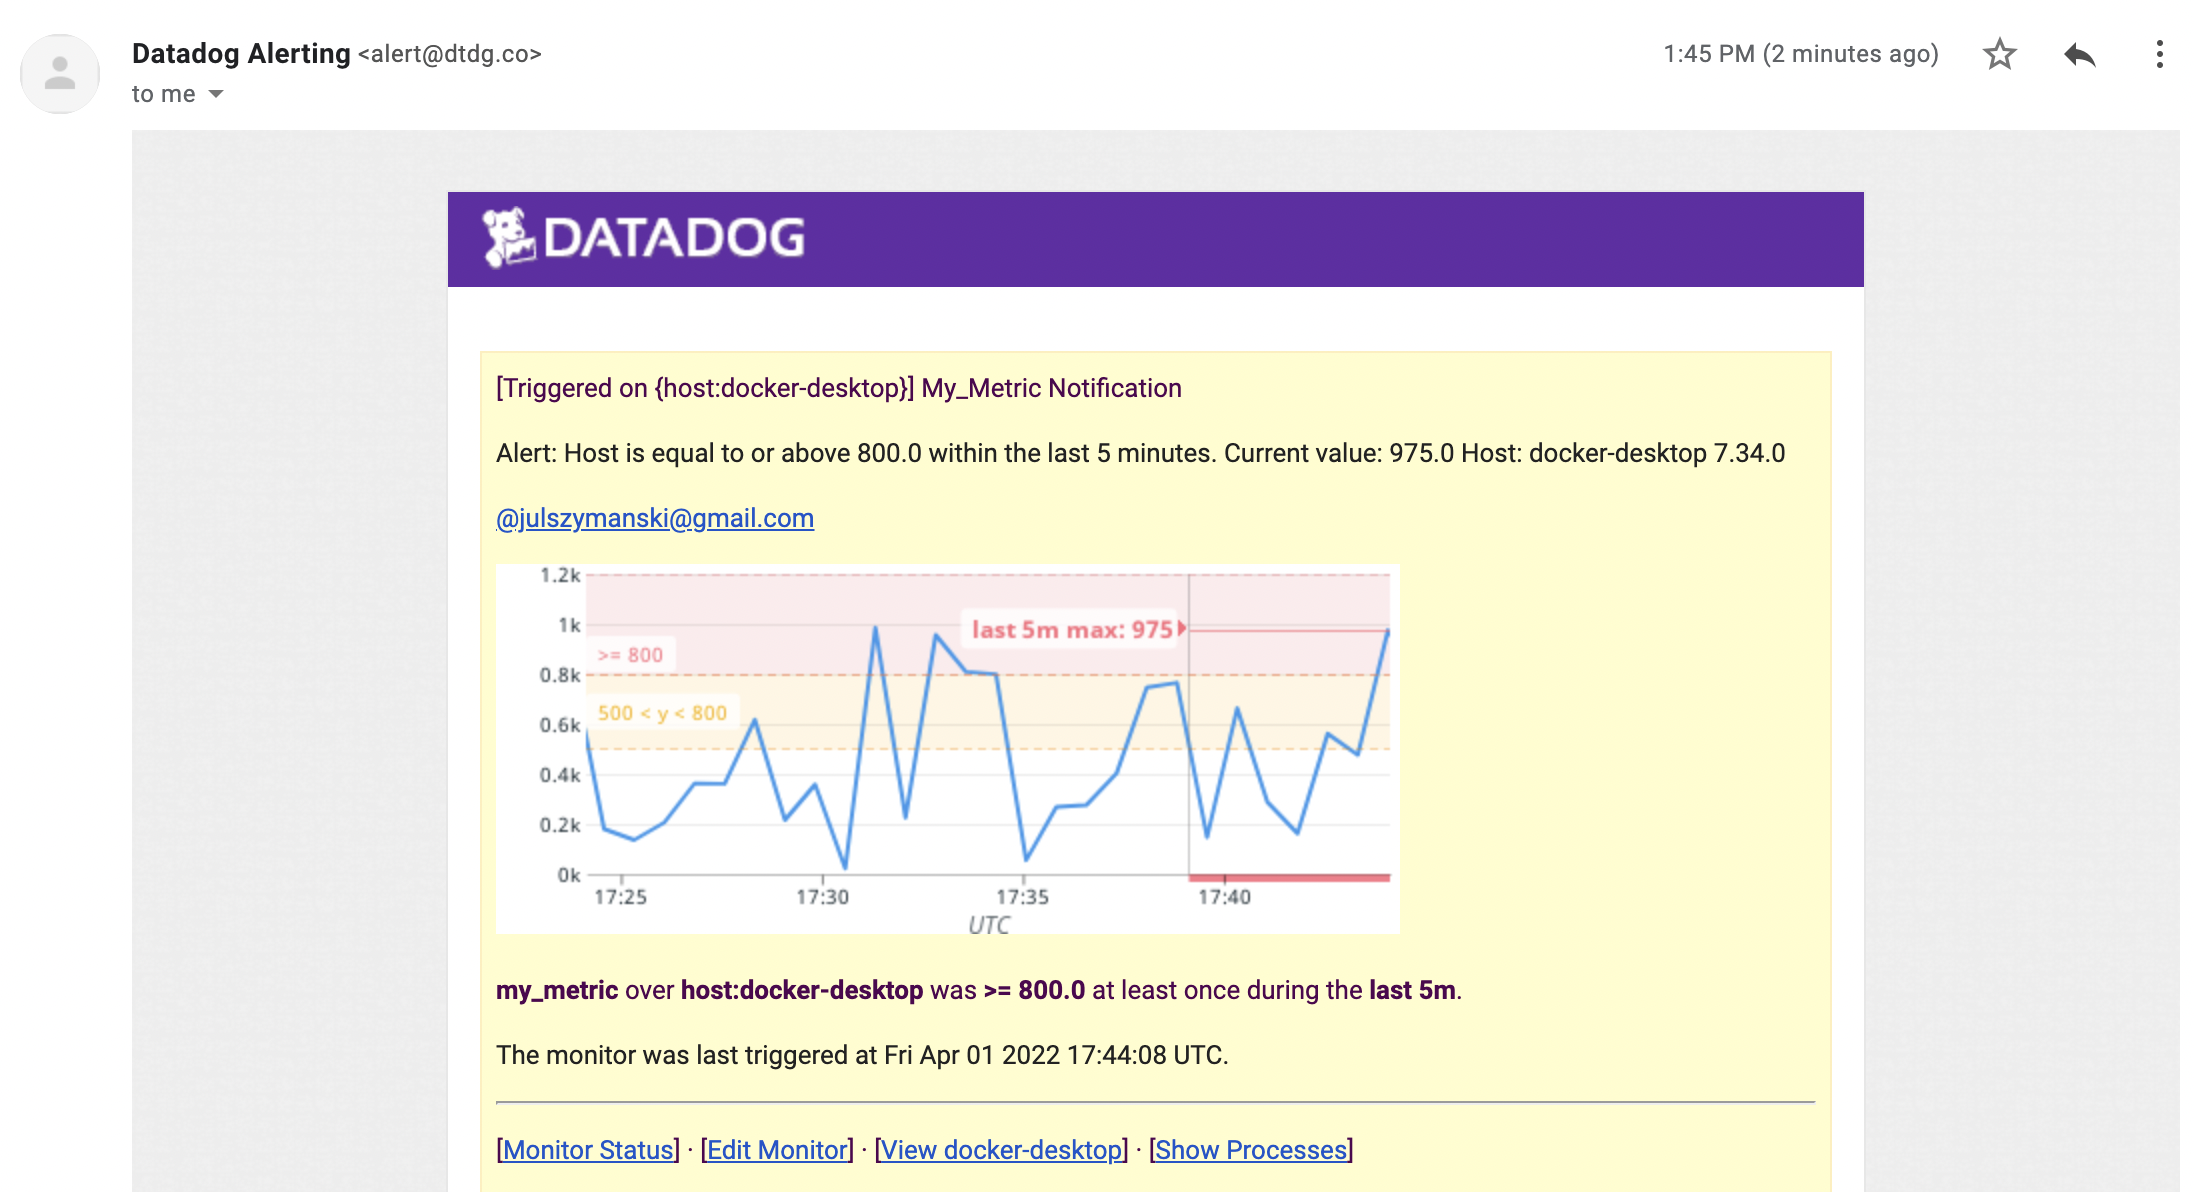 Datadog Alerting <alert@dtdg.co>
1:45 PM (2 minutes ago)
to me
DATADOG
[Triggered on {host:docker-desktop}] My_Metric Notification
Alert: Host is equal to or above 800.0 within the last 5 minutes. Current value: 975.0 Host: docker-desktop 7.34.0
@julszymanski@gmail.com
1.2k
1k
last 5m max: 975
>= 800
0.8k
500 < y < 800
0.6k
0.4k
0.2k
0k
17:25 17:30 17:35 17:40
UTC
my_metric over host:docker-desktop was >= 800.0 at least once during the last 5m.
The monitor was last triggered at Fri Apr 01 2022 17:44:08 UTC.
[Monitor Status] · [Edit Monitor] · [View docker-desktop] · [Show Processes]